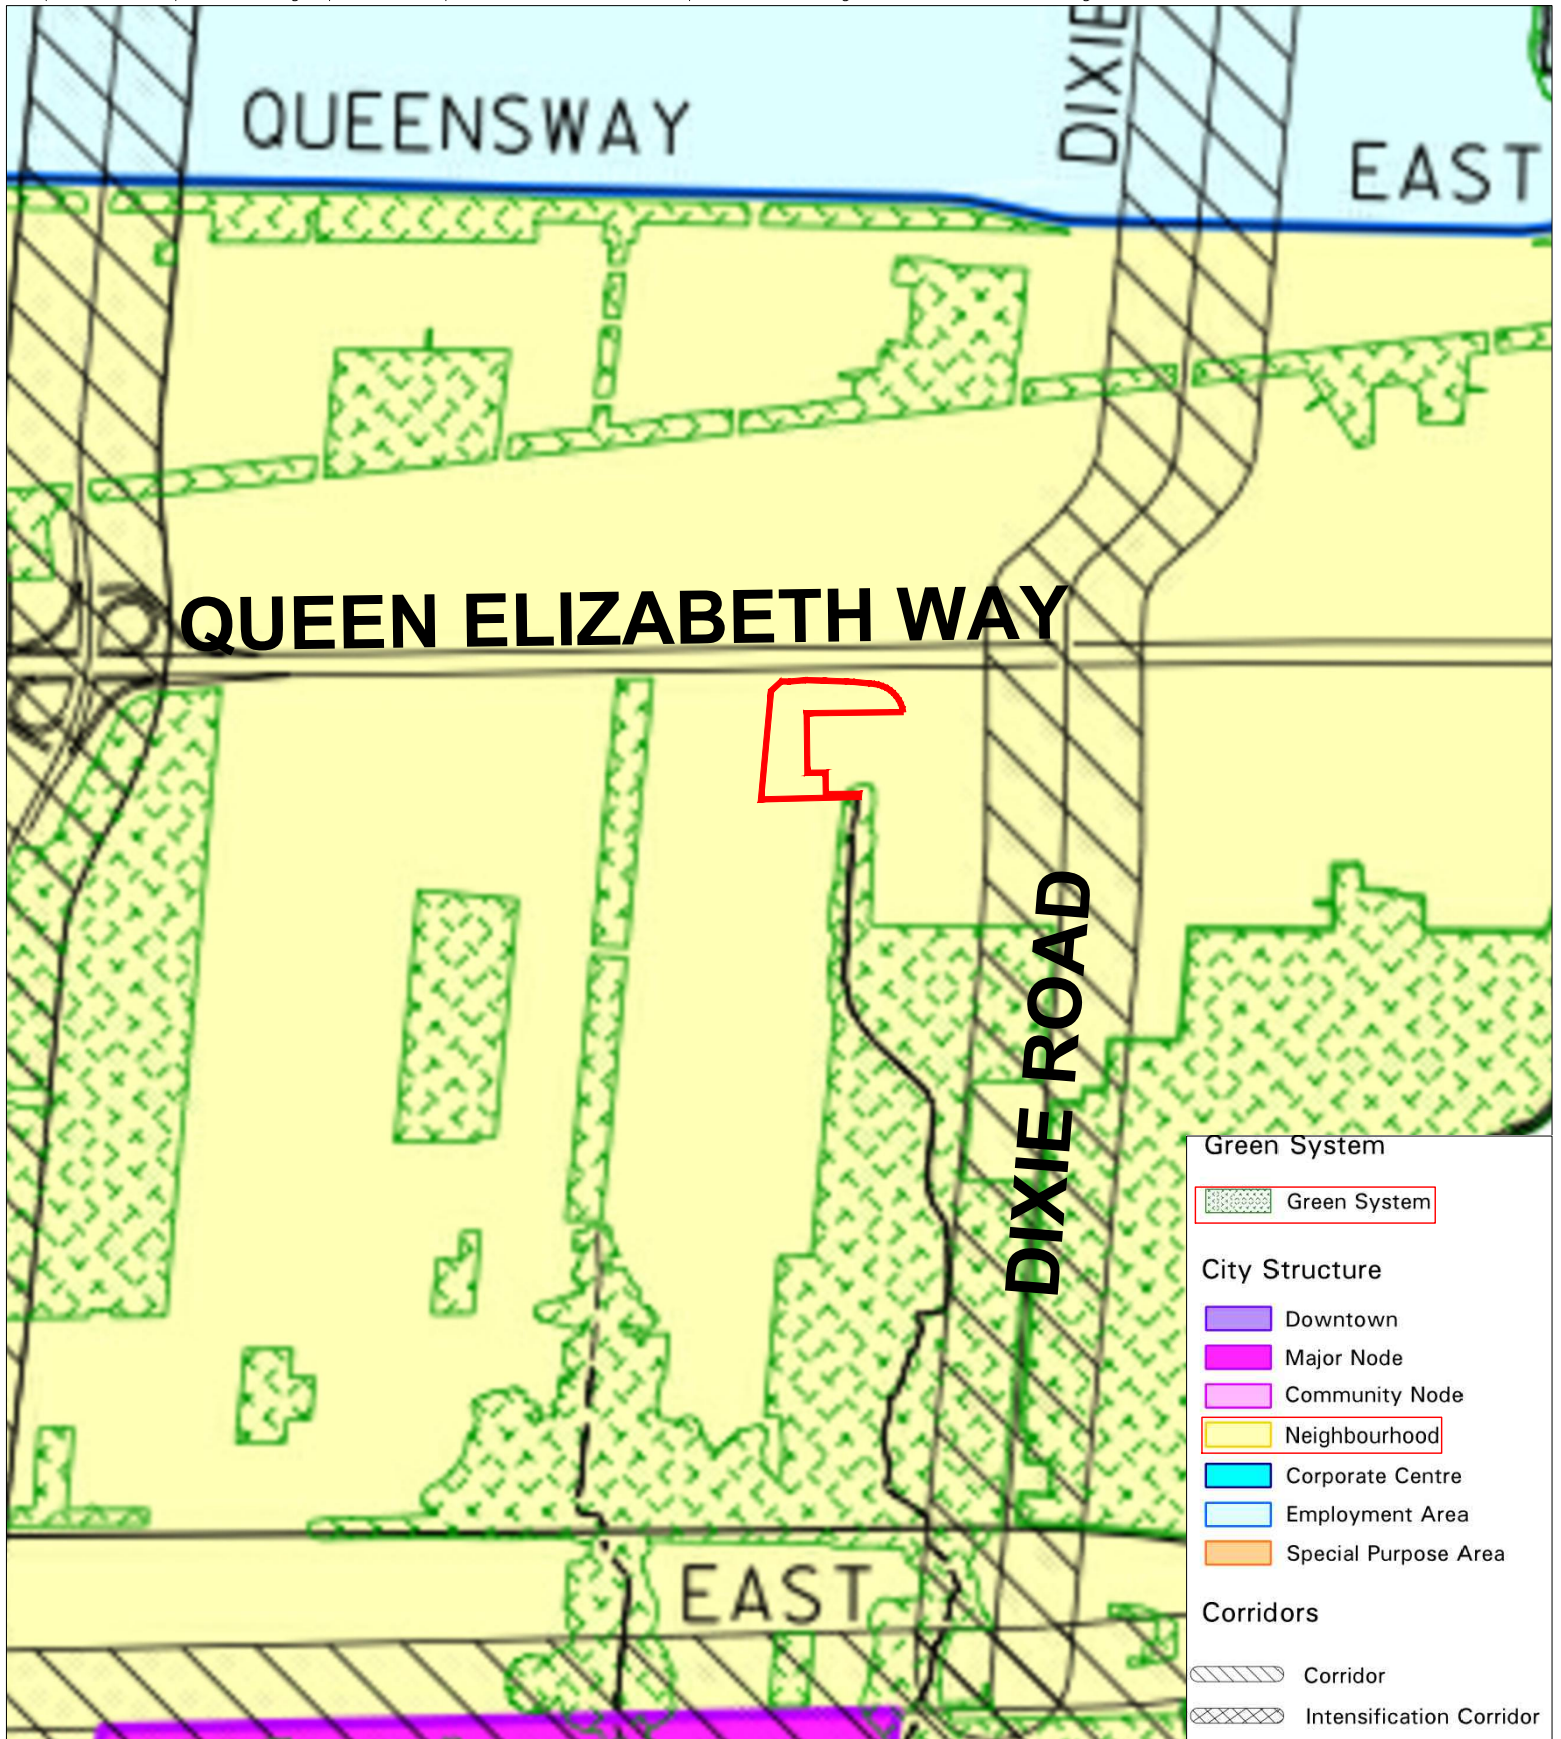 QUEENSWAY
DIXIE
EAST
QUEEN ELIZABETH WAY
DIXIE ROAD
EAST
Green System
Green System
City Structure
Downtown
Major Node
Community Node
Neighbourhood
Corporate Centre
Employment Area
Special Purpose Area
Corridors
Corridor
Intensification Corridor